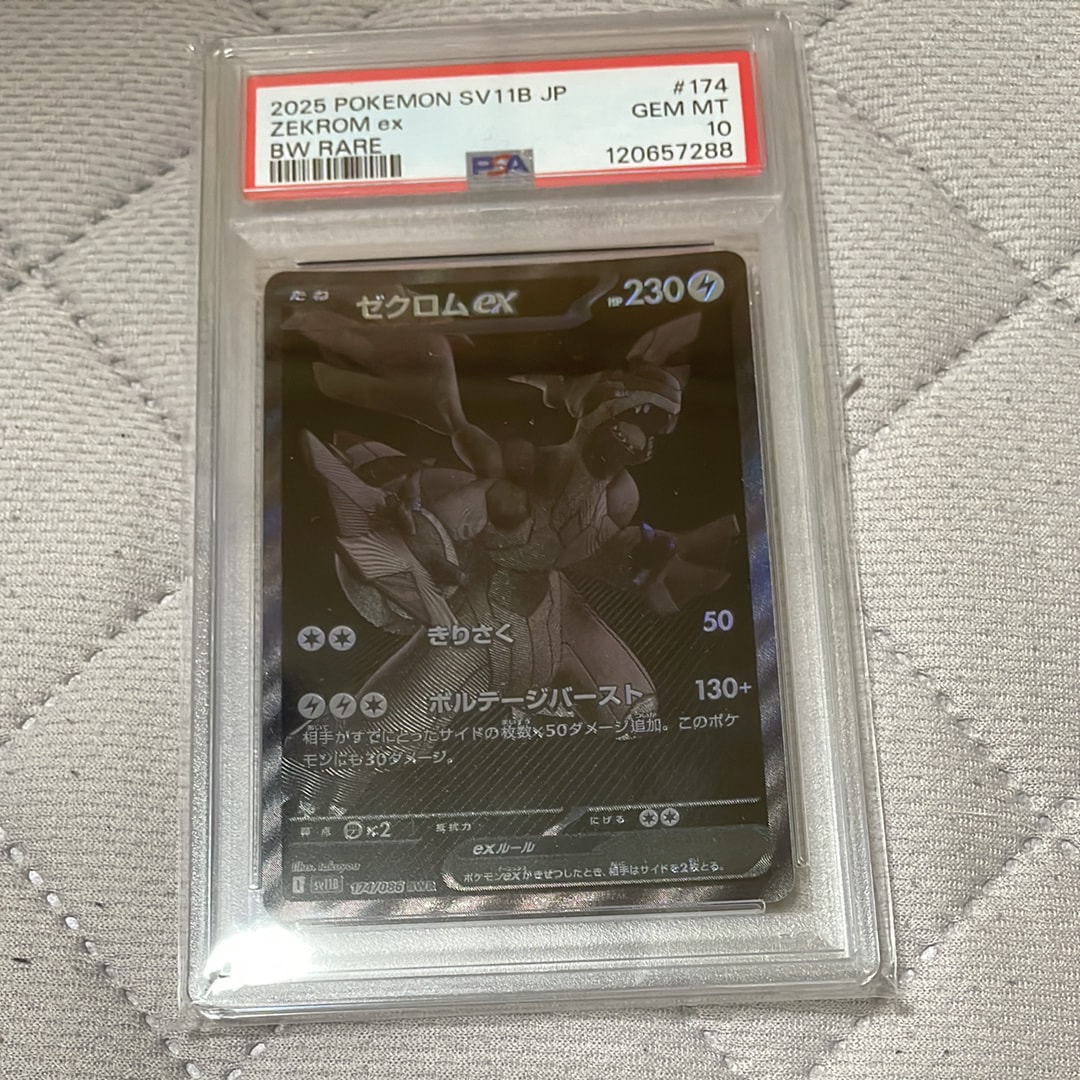 2025 POKEMON SV11B JP #174
ZEKROM ex GEM MT
BW RARE 10
PSA 120657288
たね ゼクロムex HP 230
きりさく 50
ボルテージバースト 130+
相手がすでにとったサイドの枚数×50ダメージ追加。このポケ
モンにも30ダメージ。
弱点 ×2 抵抗力 にげる
exルール
ポケモンexがきぜつしたとき、相手はサイドを2枚とる。
illus. takuyoa
sv11B 174/086 BWR